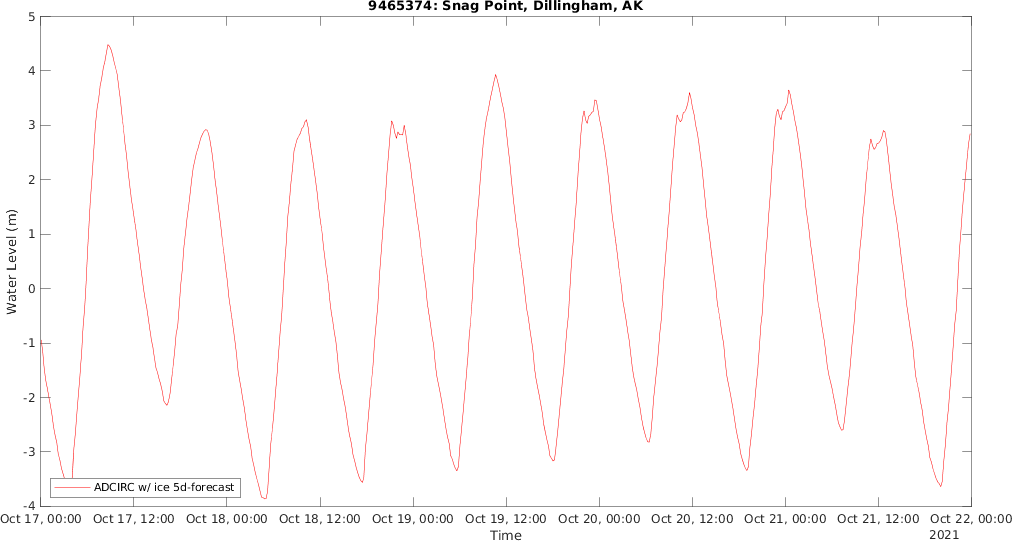 9465374: Snag Point, Dillingham, AK
5
4
3
2
1
0
-1
-2
-3
-4
Water Level (m)
ADCIRC w/ ice 5d-forecast
Oct 17, 00:00 Oct 17, 12:00 Oct 18, 00:00 Oct 18, 12:00 Oct 19, 00:00 Oct 19, 12:00 Oct 20, 00:00 Oct 20, 12:00 Oct 21, 00:00 Oct 21, 12:00 Oct 22, 00:00
Time
2021